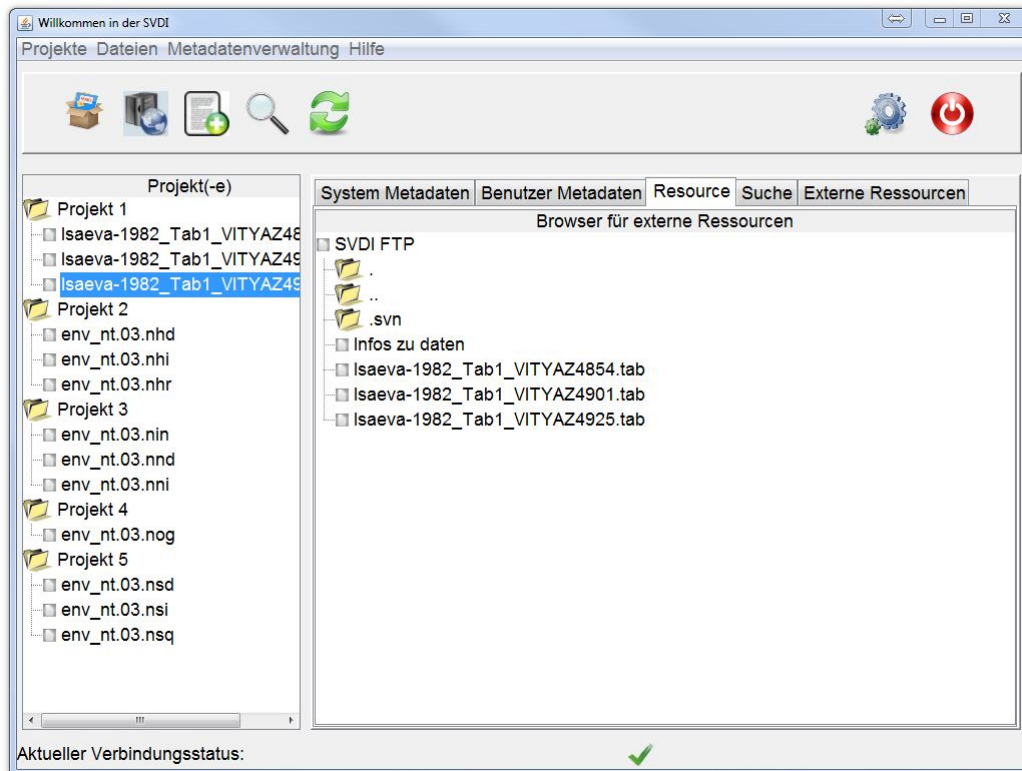 Willkommen in der SVDI
Projekte Dateien Metadatenverwaltung Hilfe
Projekt(-e)
Projekt 1
Isaeva-1982_Tab1_VITYAZ48
Isaeva-1982_Tab1_VITYAZ49
Isaeva-1982_Tab1_VITYAZ49
Projekt 2
env_nt.03.nhd
env_nt.03.nhi
env_nt.03.nhr
Projekt 3
env_nt.03.nin
env_nt.03.nnd
env_nt.03.nni
Projekt 4
env_nt.03.nog
Projekt 5
env_nt.03.nsd
env_nt.03.nsi
env_nt.03.nsq
System Metadaten Benutzer Metadaten Resource Suche Externe Ressourcen
Browser für externe Ressourcen
SVDI FTP
.
..
.svn
Infos zu daten
Isaeva-1982_Tab1_VITYAZ4854.tab
Isaeva-1982_Tab1_VITYAZ4901.tab
Isaeva-1982_Tab1_VITYAZ4925.tab
Aktueller Verbindungsstatus: